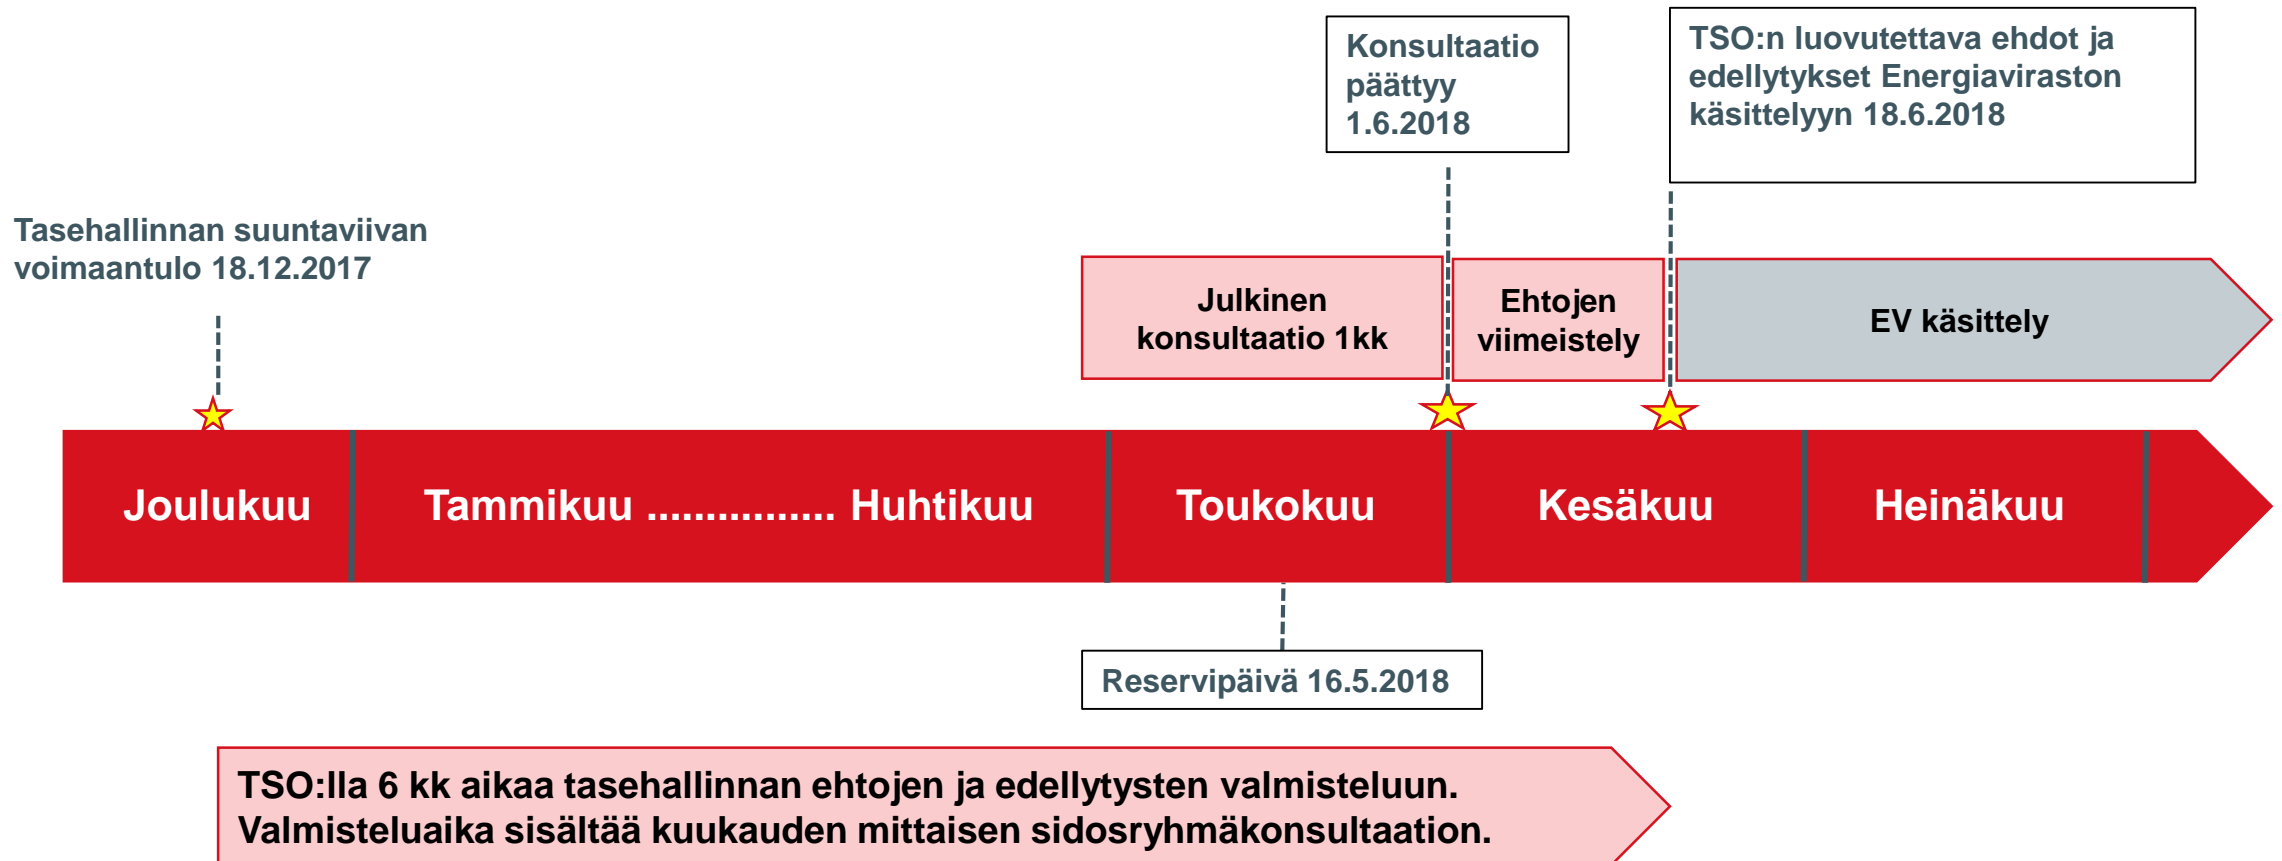 Konsultaatio
päättyy
1.6.2018
TSO:n luovutettava ehdot ja
edellytykset Energiaviraston
käsittelyyn 18.6.2018
Tasehallinnan suuntaviivan
voimaantulo 18.12.2017
Julkinen
konsultaatio 1kk
Ehtojen
viimeistely
EV käsittely
Joulukuu
Tammikuu ................ Huhtikuu
Toukokuu
Kesäkuu
Heinäkuu
Reservipäivä 16.5.2018
TSO:lla 6 kk aikaa tasehallinnan ehtojen ja edellytysten valmisteluun.
Valmisteluaika sisältää kuukauden mittaisen sidosryhmäkonsultaation.